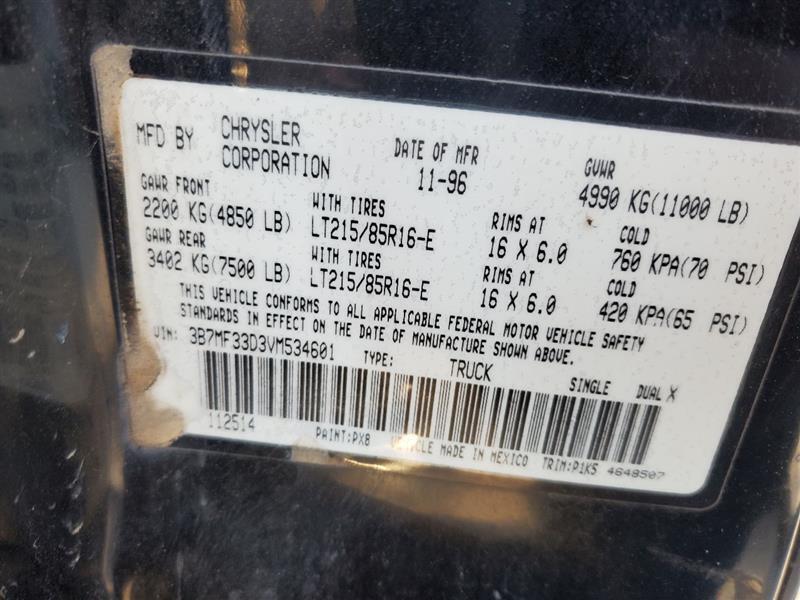 MFD BY CHRYSLER CORPORATION DATE OF MFR 11-96 GVWR 4990 KG(11000 LB)
GAWR FRONT WITH TIRES RIMS AT COLD
2200 KG(4850 LB) LT215/85R16-E 16 X 6.0 760 KPA(70 PSI)
GAWR REAR WITH TIRES RIMS AT COLD
3402 KG(7500 LB) LT215/85R16-E 16 X 6.0 420 KPA(65 PSI)
THIS VEHICLE CONFORMS TO ALL APPLICABLE FEDERAL MOTOR VEHICLE SAFETY
STANDARDS IN EFFECT ON THE DATE OF MANUFACTURE SHOWN ABOVE.
VIN: 3B7MF33D3VM534601 TYPE: TRUCK SINGLE DUAL X
112514 PAINT:PX8 VEHICLE MADE IN MEXICO TRIM:P1K5 4648507